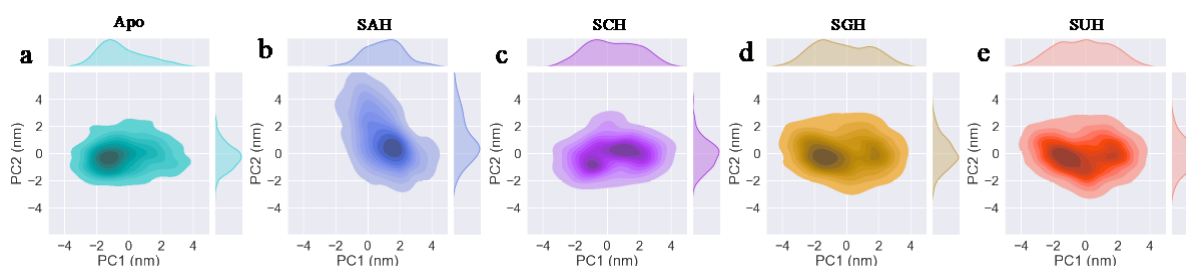 Apo SAH SCH SGH SUH
a b c d e
4 4 4 4 4
2 2 2 2 2
0 0 0 0 0
−2 −2 −2 −2 −2
−4 −4 −4 −4 −4
PC2 (nm) PC2 (nm) PC2 (nm) PC2 (nm) PC2 (nm)
−4 −2 0 2 4 −4 −2 0 2 4 −4 −2 0 2 4 −4 −2 0 2 4 −4 −2 0 2 4
PC1 (nm) PC1 (nm) PC1 (nm) PC1 (nm) PC1 (nm)